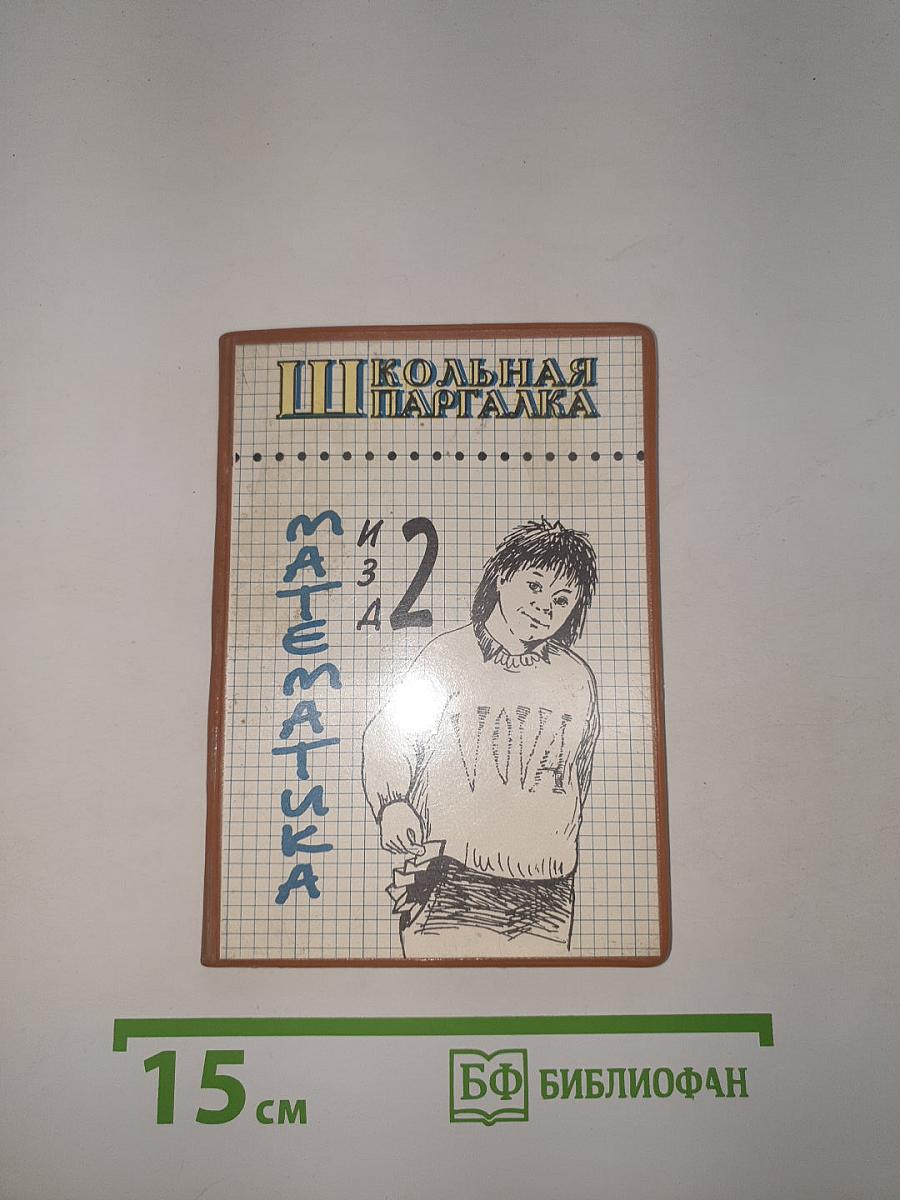 ШКОЛЬНАЯ
ШПАРГАЛКА
МАТЕМАТИКА
ИЗД 2
15 см
БФ БИБЛИОФАН